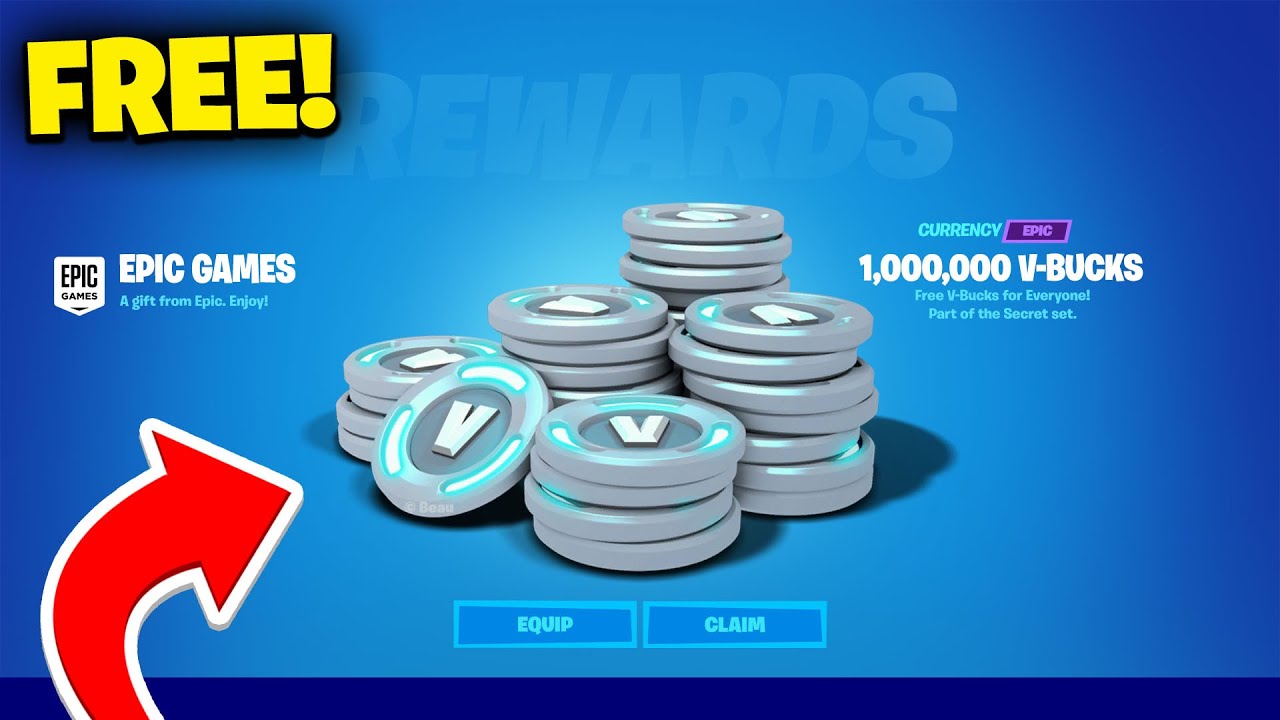 FREE!
REWARDS
EPIC
GAMES
EPIC GAMES
A gift from Epic. Enjoy!
CURRENCY EPIC
1,000,000 V-BUCKS
Free V-Bucks for Everyone!
Part of the Secret set.
V
V
© Beau
EQUIP
CLAIM